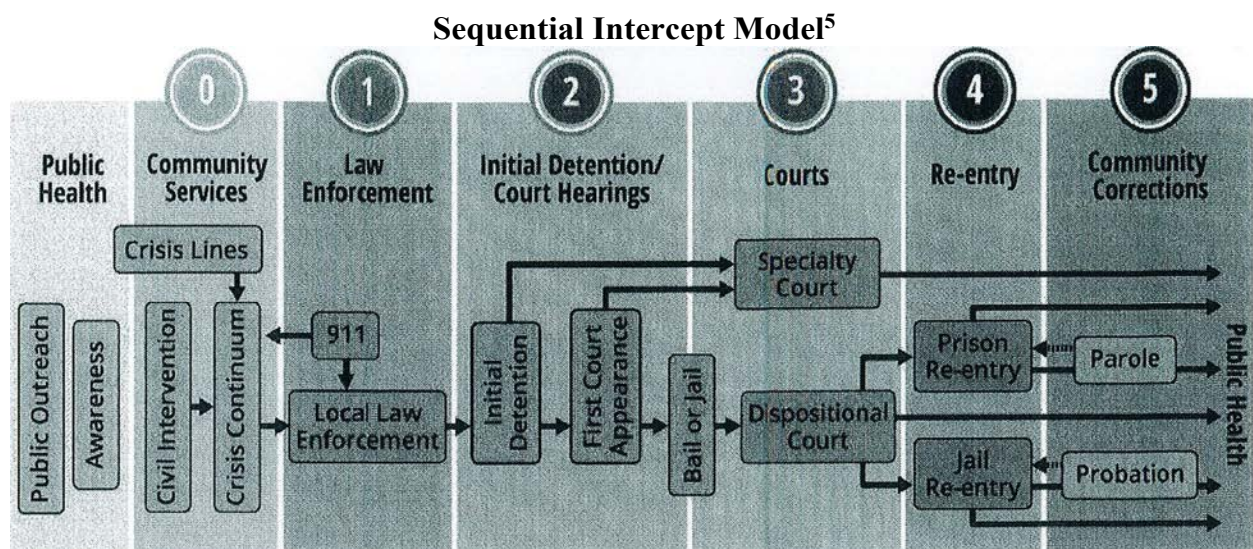 Sequential Intercept Model⁵
0
1
2
3
4
5
Public
Health
Community
Services
Law
Enforcement
Initial Detention/
Court Hearings
Courts
Re-entry
Community
Corrections
Crisis Lines
Public Outreach
Awareness
Civil Intervention
Crisis Continuum
911
Local Law
Enforcement
Initial
Detention
First Court
Appearance
Bail or Jail
Specialty
Court
Dispositional
Court
Prison
Re-entry
Parole
Jail
Re-entry
Probation
Public Health